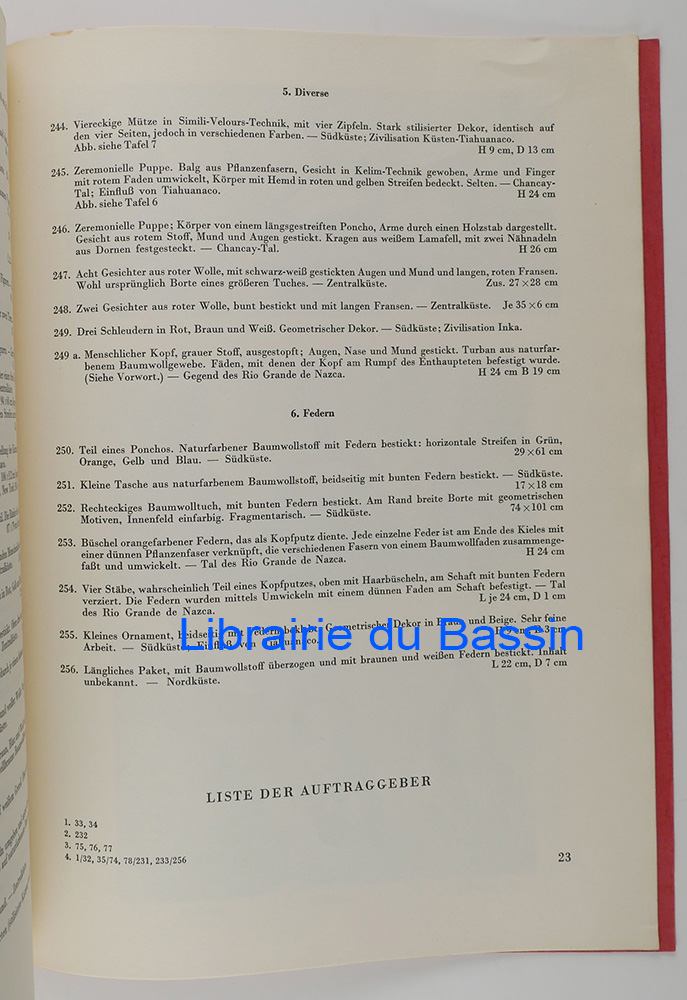 5. Diverse
244. Viereckige Mütze in Simili-Velours-Technik, mit vier Zipfeln. Stark stilisierter Dekor, identisch auf
den vier Seiten, jedoch in verschiedenen Farben. — Südküste; Zivilisation Küsten-Tiahuanaco.
Abb. siehe Tafel 7 H 9 cm, D 13 cm
245. Zeremonielle Puppe. Balg aus Pflanzenfasern, Gesicht in Kelim-Technik gewoben, Arme und Finger
mit rotem Faden umwickelt, Körper mit Hemd in roten und gelben Streifen bedeckt. Selten. — Chancay-
Tal; Einfluß von Tiahuanaco. H 24 cm
Abb. siehe Tafel 6
246. Zeremonielle Puppe; Körper von einem längsgestreiften Poncho, Arme durch einen Holzstab dargestellt.
Gesicht aus rotem Stoff, Mund und Augen gestickt. Kragen aus weißem Lamafell, mit zwei Nähnadeln
aus Dornen festgesteckt. — Chancay-Tal. H 26 cm
247. Acht Gesichter aus roter Wolle, mit schwarz-weiß gestickten Augen und Mund und langen, roten Fransen.
Wohl ursprünglich Borte eines größeren Tuches. — Zentralküste. Zus. 27×28 cm
248. Zwei Gesichter aus roter Wolle, bunt bestickt und mit langen Fransen. — Zentralküste. Je 35×6 cm
249. Drei Schleudern in Rot, Braun und Weiß. Geometrischer Dekor. — Südküste; Zivilisation Inka.
249 a. Menschlicher Kopf, grauer Stoff, ausgestopft; Augen, Nase und Mund gestickt. Turban aus naturfar-
benem Baumwollgewebe. Fäden, mit denen der Kopf am Rumpf des Enthaupteten befestigt wurde.
(Siehe Vorwort.) — Gegend des Rio Grande de Nazca. H 24 cm B 19 cm
6. Federn
250. Teil eines Ponchos. Naturfarbener Baumwollstoff mit Federn bestickt: horizontale Streifen in Grün,
Orange, Gelb und Blau. — Südküste. 29×61 cm
251. Kleine Tasche aus naturfarbenem Baumwollstoff, beidseitig mit bunten Federn bestickt. — Südküste.
17×18 cm
252. Rechteckiges Baumwolltuch, mit bunten Federn bestickt. Am Rand breite Borte mit geometrischen
Motiven, Innenfeld einfarbig. Fragmentarisch. — Südküste. 74×101 cm
253. Büschel orangefarbener Federn, das als Kopfputz diente. Jede einzelne Feder ist am Ende des Kieles mit
einer dünnen Pflanzenfaser verknüpft, die verschiedenen Fasern von einem Baumwollfaden zusammenge-
faßt und umwickelt. — Tal des Rio Grande de Nazca. H 24 cm
254. Vier Stäbe, wahrscheinlich Teil eines Kopfputzes, oben mit Haarbüscheln, am Schaft mit bunten Federn
verziert. Die Federn wurden mittels Umwickeln mit einem dünnen Faden am Schaft befestigt. — Tal
des Rio Grande de Nazca. L je 24 cm, D 1 cm
255. Kleines Ornament, beidseitig mit Federn beklebt. Geometrischer Dekor in Braun und Beige. Sehr feine
Arbeit. — Südküste; Einfluß von Tiahuanaco. B 3 cm
Librairie du Bassin
256. Längliches Paket, mit Baumwollstoff überzogen und mit braunen und weißen Federn bestickt. Inhalt
unbekannt. — Nordküste. L 22 cm, D 7 cm
LISTE DER AUFTRAGGEBER
1. 33, 34
2. 232
3. 75, 76, 77
4. 1/32, 35/74, 78/231, 233/256
23